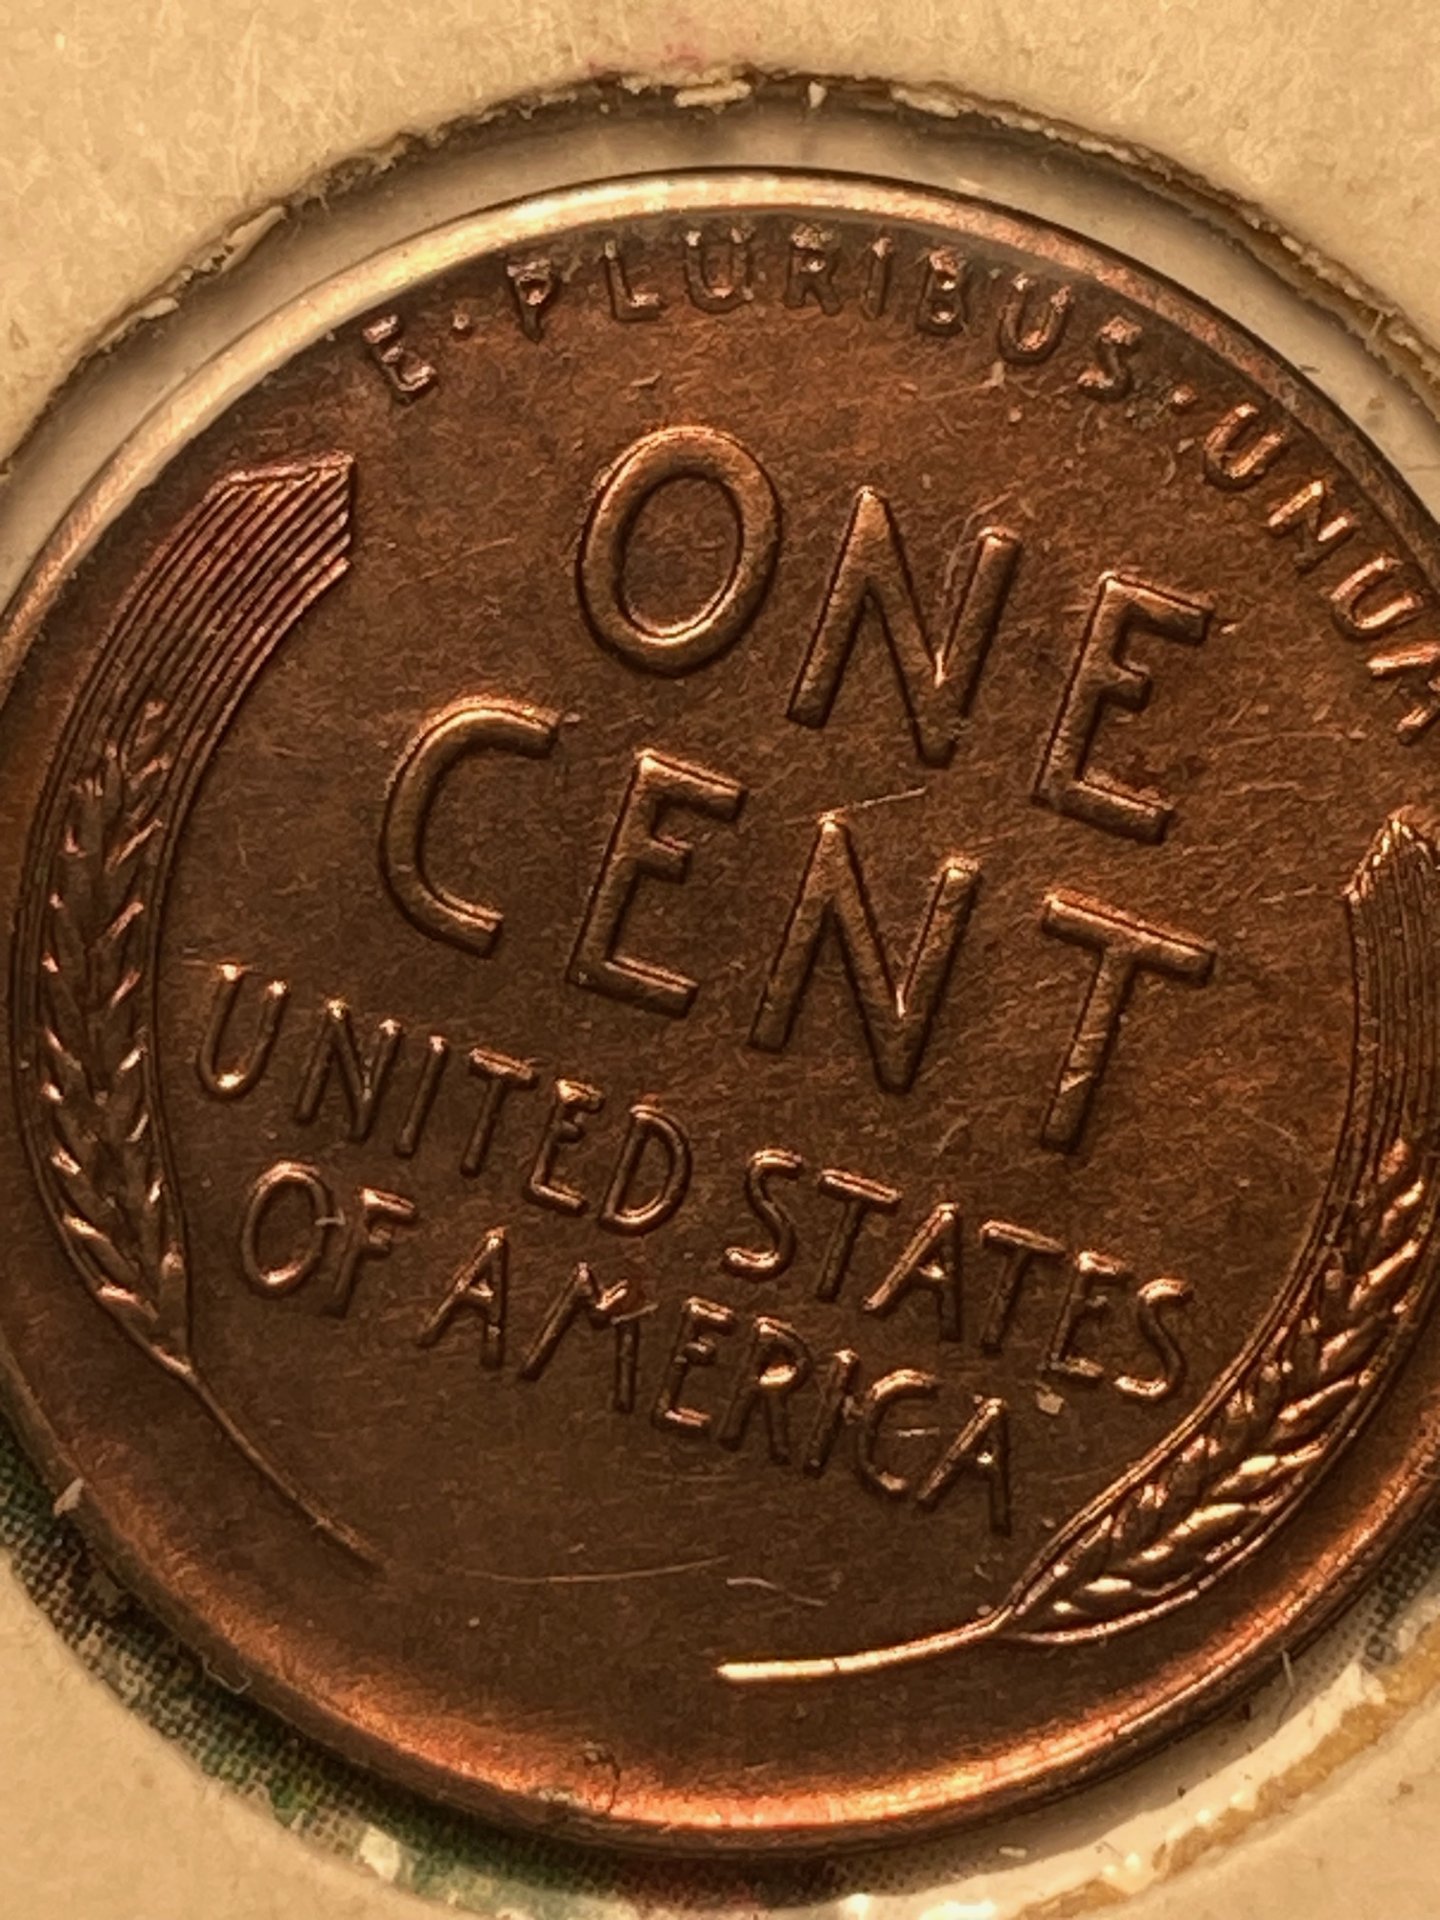 E·PLURIBUS·UNUM
ONE
CENT
UNITED STATES
OF AMERICA